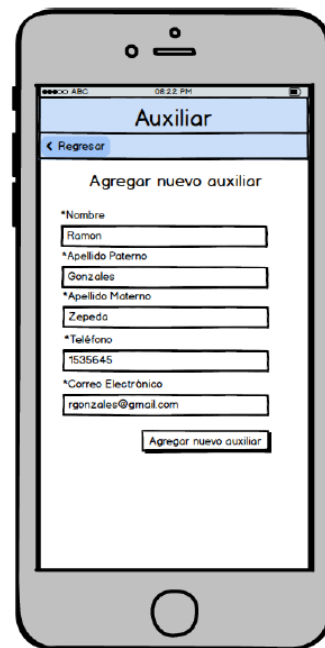 ABC 06:22 PM
Auxiliar
< Regresar
Agregar nuevo auxiliar
*Nombre
Ramon
*Apellido Paterno
Gonzales
*Apellido Materno
Zepeda
*Teléfono
1535645
*Correo Electrónico
rgonzales@gmail.com
Agregar nuevo auxiliar